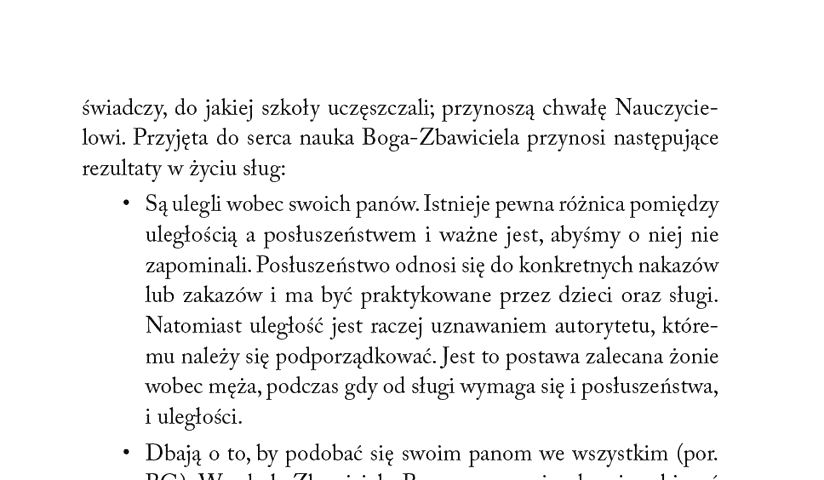 świadczy, do jakiej szkoły uczęszczali; przynoszą chwałę Nauczycie-
lowi. Przyjęta do serca nauka Boga-Zbawiciela przynosi następujące
rezultaty w życiu sług:
• Są ulegli wobec swoich panów. Istnieje pewna różnica pomiędzy
uległością a posłuszeństwem i ważne jest, abyśmy o niej nie
zapominali. Posłuszeństwo odnosi się do konkretnych nakazów
lub zakazów i ma być praktykowane przez dzieci oraz sługi.
Natomiast uległość jest raczej uznawaniem autorytetu, które-
mu należy się podporządkować. Jest to postawa zalecana żonie
wobec męża, podczas gdy od sługi wymaga się i posłuszeństwa,
i uległości.
• Dbają o to, by podobać się swoim panom we wszystkim (por.